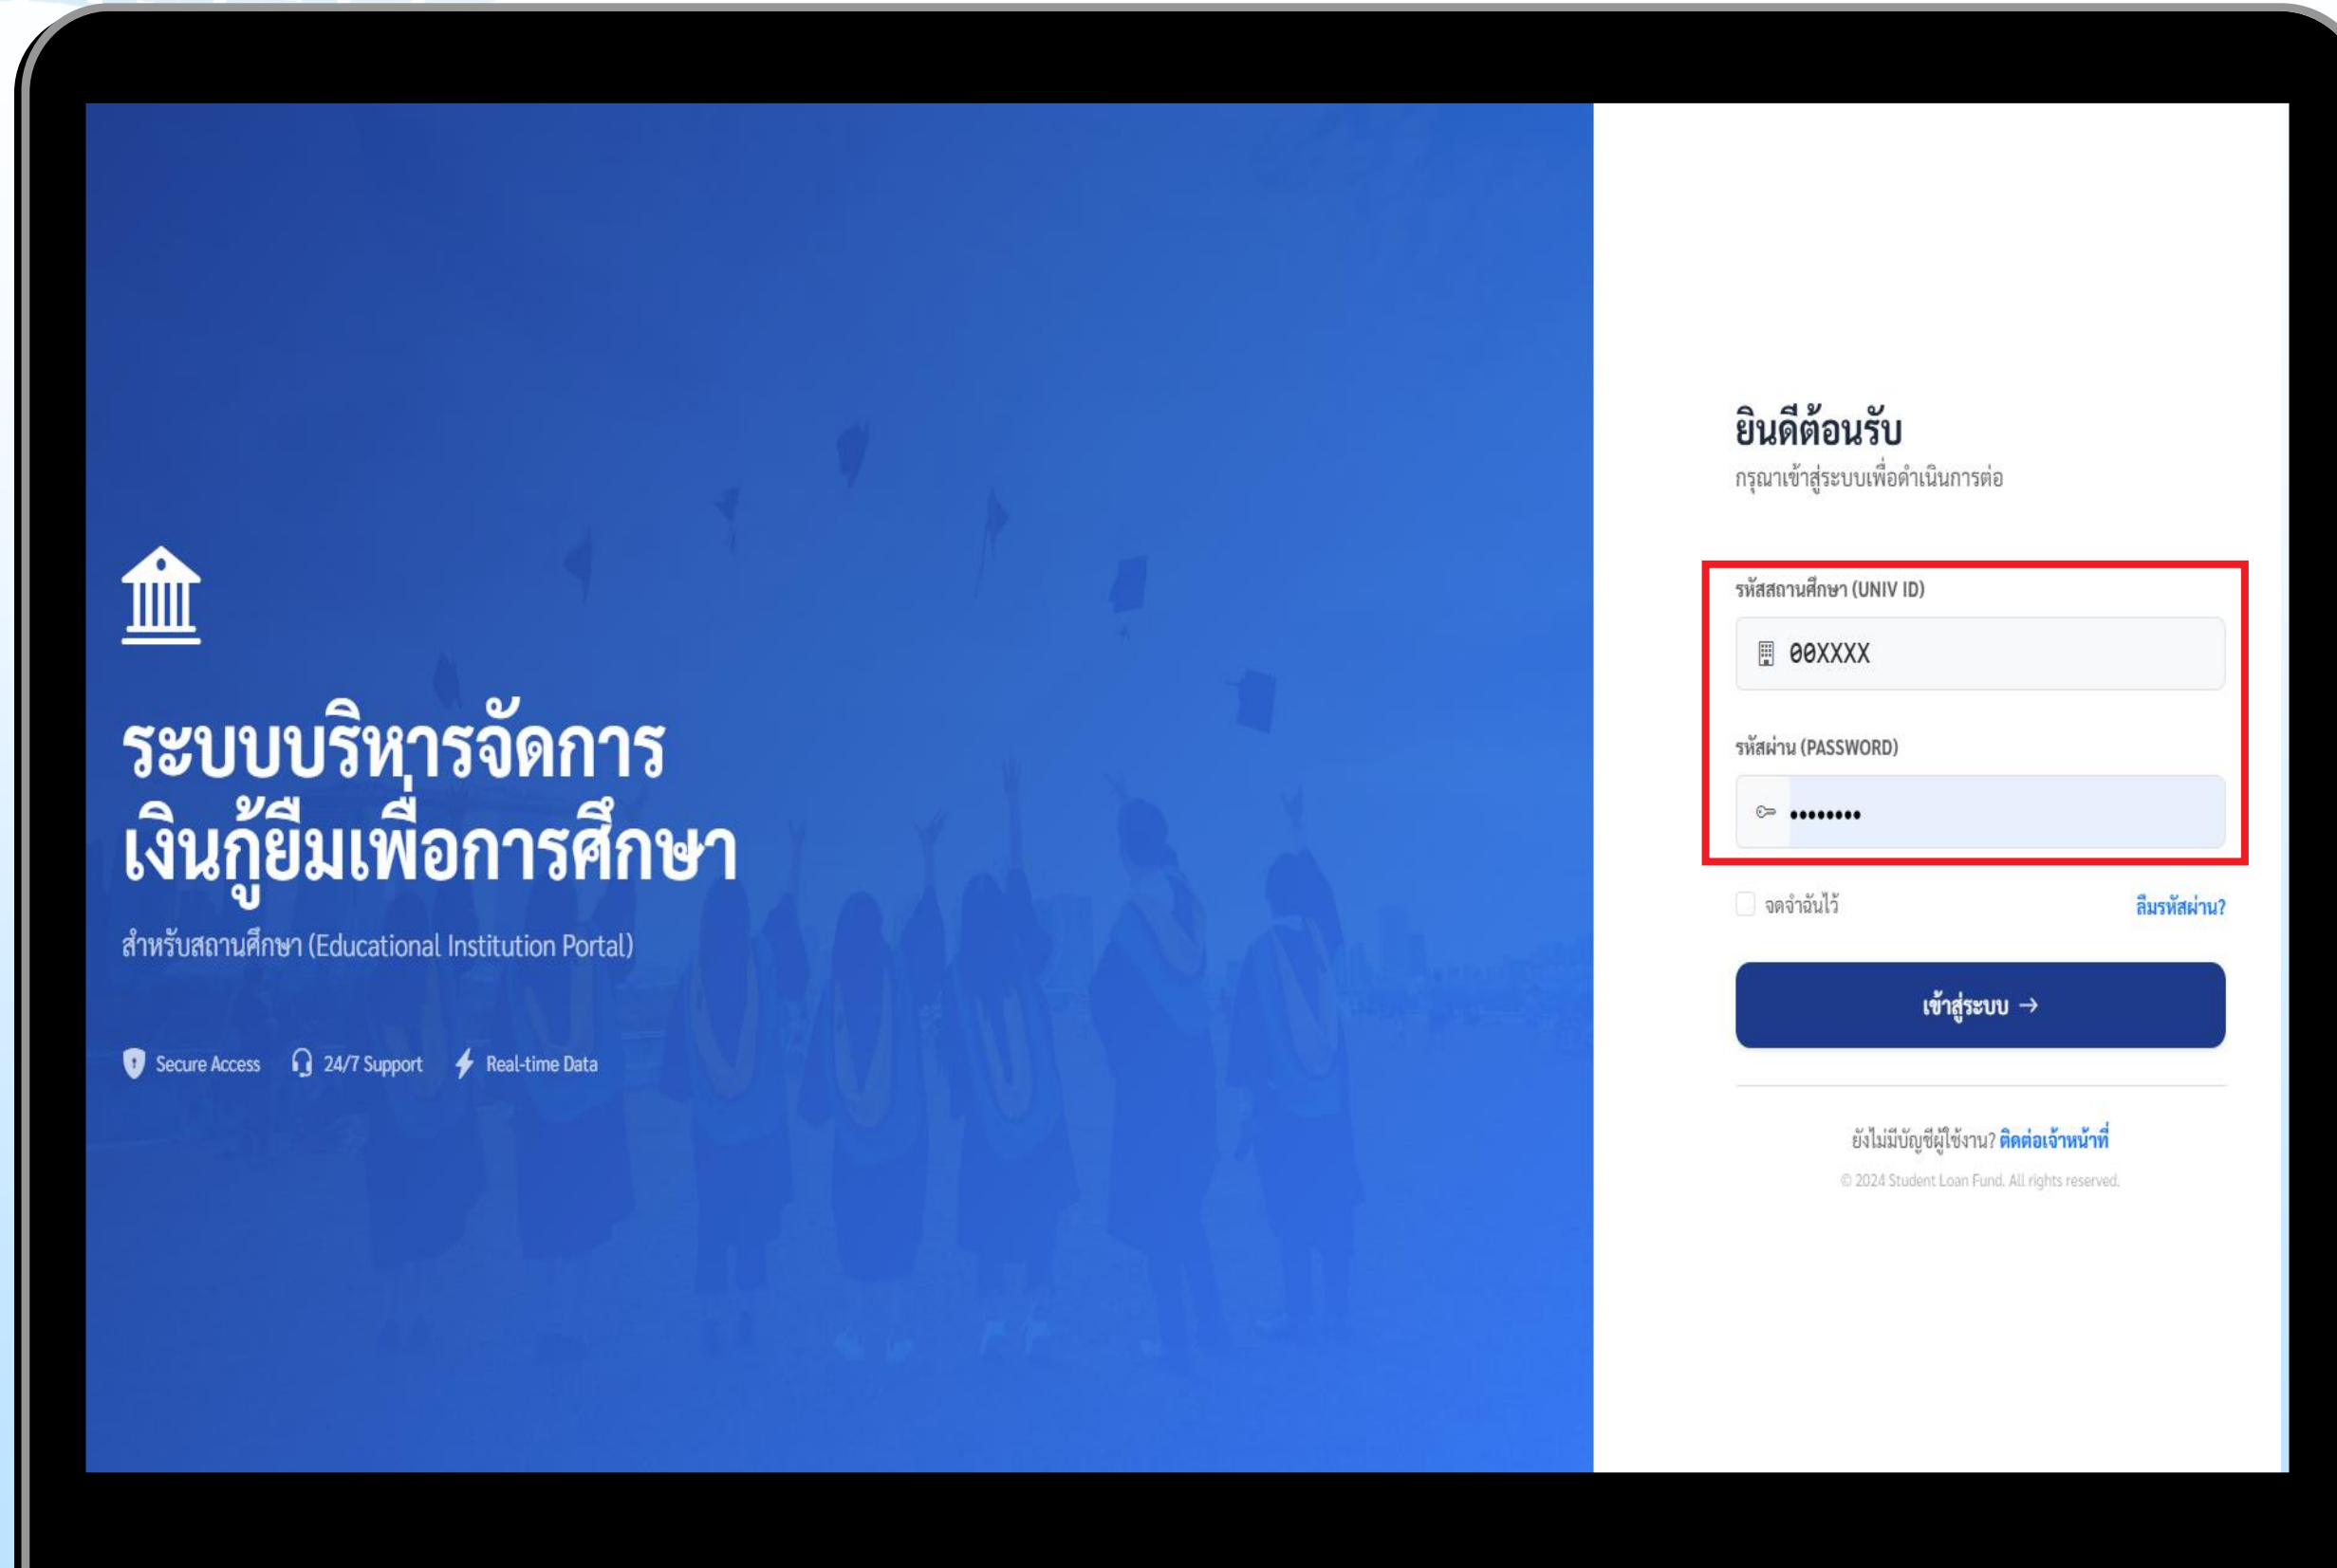 ระบบบริหารจัดการ
เงินกู้ยืมเพื่อการศึกษา
สำหรับสถานศึกษา (Educational Institution Portal)
Secure Access 24/7 Support Real-time Data
ยินดีต้อนรับ
กรุณาเข้าสู่ระบบเพื่อดำเนินการต่อ
รหัสสถานศึกษา (UNIV ID)
00XXXX
รหัสผ่าน (PASSWORD)
••••••••
จดจำฉันไว้ ลืมรหัสผ่าน?
เข้าสู่ระบบ →
ยังไม่มีบัญชีผู้ใช้งาน? ติดต่อเจ้าหน้าที่
© 2024 Student Loan Fund. All rights reserved.